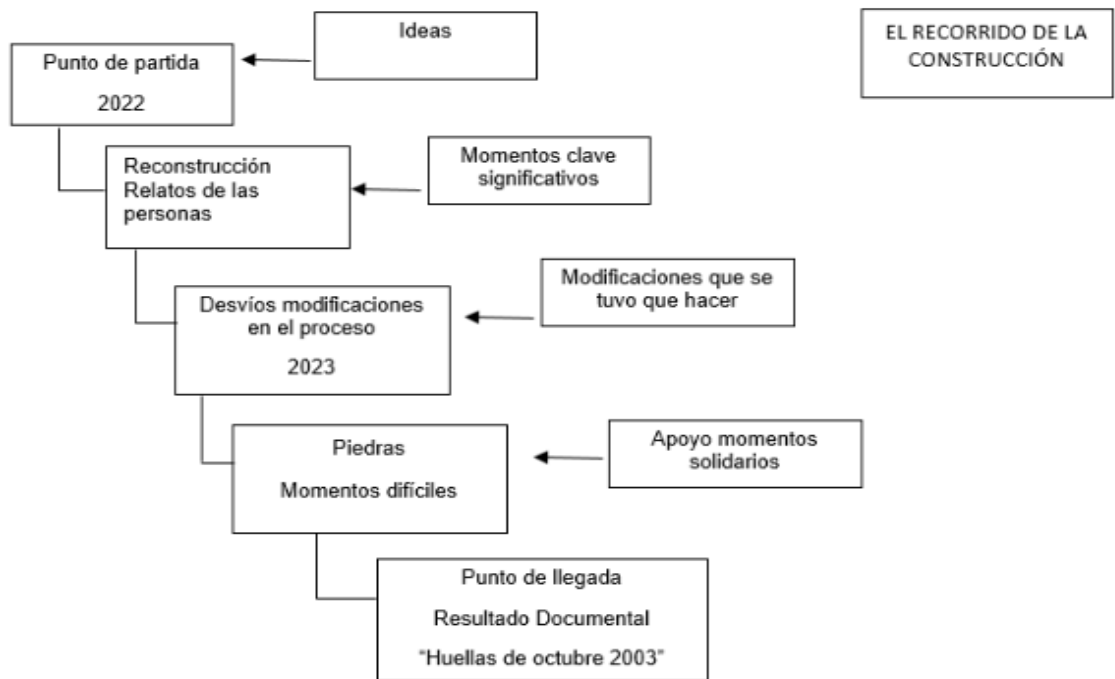 Ideas
EL RECORRIDO DE LA
CONSTRUCCIÓN
Punto de partida
2022
Reconstrucción
Relatos de las
personas
Momentos clave
significativos
Desvíos modificaciones
en el proceso
2023
Modificaciones que se
tuvo que hacer
Piedras
Momentos difíciles
Apoyo momentos
solidarios
Punto de llegada
Resultado Documental
"Huellas de octubre 2003"